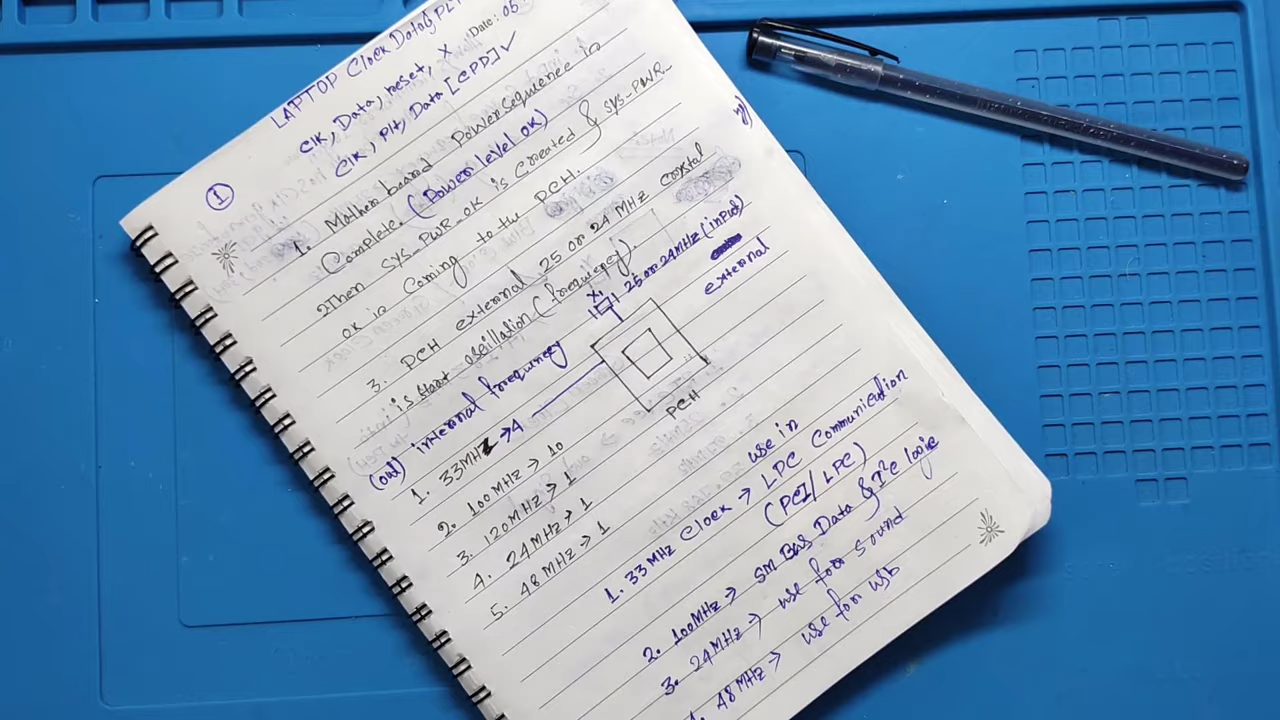 LAPTOP Clock Data & PLT
Date: 05
Clk, Data, reset, X
Clk, Plt, Data [CPD] ✓
1
1. Mother board Power Sequence is
Complete. (Power level OK)
2 Then SYS_PWR_OK is Created & SYS_PWR_
OK is Coming to the PCH.
3. PCH external 25 or 24 MHz crystal
is start oscillation (frequency).
X1
25 or 24 MHz (input)
external
PCH
(out) internal frequency
1. 33MHZ → 4
2. 100MHZ → 10
3. 120MHZ → 1
4. 24MHZ → 1
5. 48MHZ → 1
use in
1. 33 MHZ Clock → LPC Communication
(PCI/LPC)
2. 100MHZ → SM Bus Data & I²C logic
3. 24MHZ → use for sound
48MHZ → use for usb